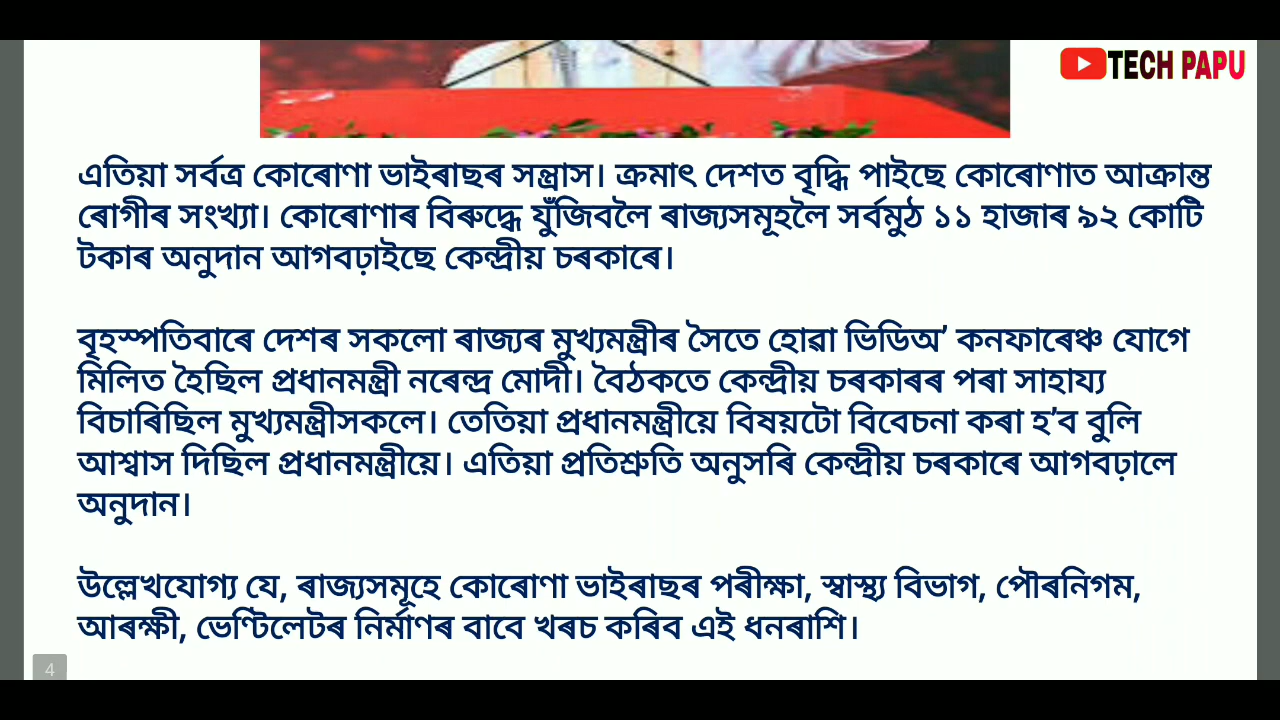 TECH PAPU
এতিয়া সৰ্বত্ৰ কোৰোণা ভাইৰাছৰ সন্ত্ৰাস। ক্ৰমাৎ দেশত বৃদ্ধি পাইছে কোৰোণাত আক্ৰান্ত
ৰোগীৰ সংখ্যা। কোৰোণাৰ বিৰুদ্ধে যুঁজিবলৈ ৰাজ্যসমূহলৈ সৰ্বমুঠ ১১ হাজাৰ ৯২ কোটি
টকাৰ অনুদান আগবঢ়াইছে কেন্দ্ৰীয় চৰকাৰে।
বৃহস্পতিবাৰে দেশৰ সকলো ৰাজ্যৰ মুখ্যমন্ত্ৰীৰ সৈতে হোৱা ভিডিঅ’ কনফাৰেঞ্চ যোগে
মিলিত হৈছিল প্ৰধানমন্ত্ৰী নৰেন্দ্ৰ মোদী। বৈঠকতে কেন্দ্ৰীয় চৰকাৰৰ পৰা সাহায্য
বিচাৰিছিল মুখ্যমন্ত্ৰীসকলে। তেতিয়া প্ৰধানমন্ত্ৰীয়ে বিষয়টো বিবেচনা কৰা হ’ব বুলি
আশ্বাস দিছিল প্ৰধানমন্ত্ৰীয়ে। এতিয়া প্ৰতিশ্ৰুতি অনুসৰি কেন্দ্ৰীয় চৰকাৰে আগবঢ়ালে
অনুদান।
উল্লেখযোগ্য যে, ৰাজ্যসমূহে কোৰোণা ভাইৰাছৰ পৰীক্ষা, স্বাস্থ্য বিভাগ, পৌৰনিগম,
আৰক্ষী, ভেণ্টিলেটৰ নিৰ্মাণৰ বাবে খৰচ কৰিব এই ধনৰাশি।
4